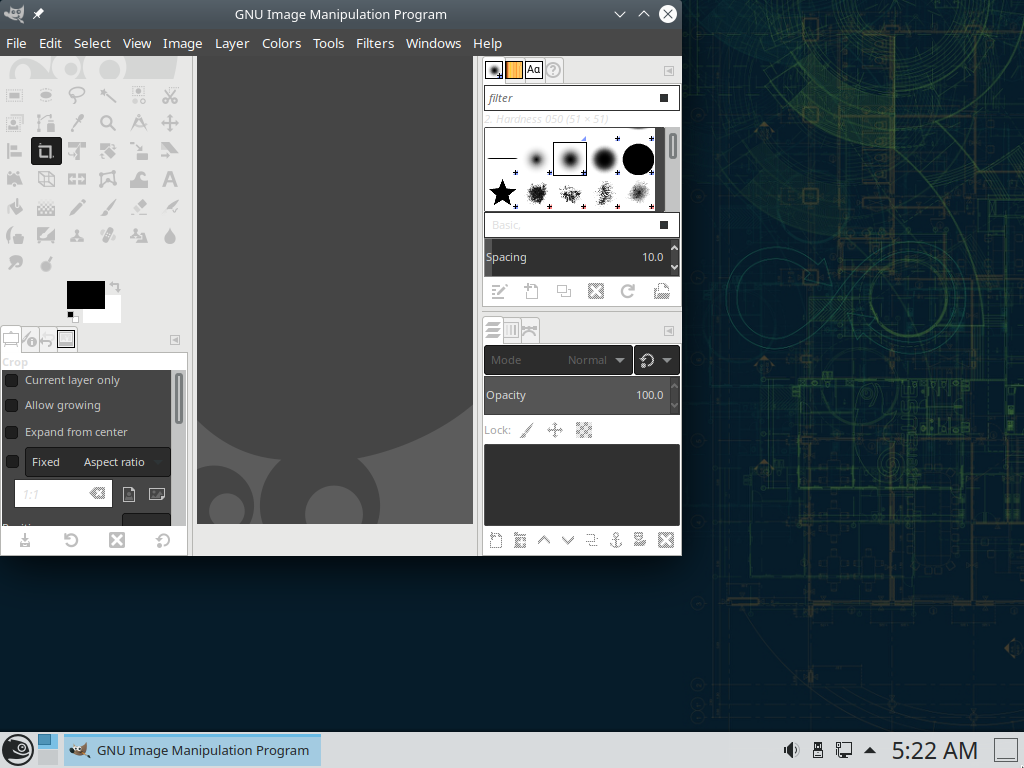 GNU Image Manipulation Program
File Edit Select View Image Layer Colors Tools Filters Windows Help
Aa
filter
2. Hardness 050 (51 × 51)
Basic,
Spacing 10.0
Mode Normal
Opacity 100.0
Lock:
Crop
Current layer only
Allow growing
Expand from center
Fixed Aspect ratio
1:1
GNU Image Manipulation Program
5:22 AM